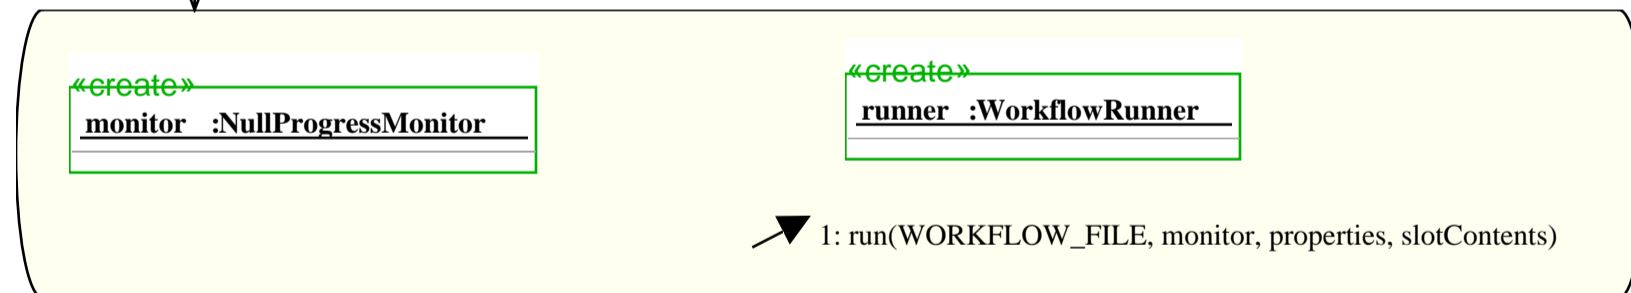 «create»
monitor :NullProgressMonitor
«create»
runner :WorkflowRunner
1: run(WORKFLOW_FILE, monitor, properties, slotContents)